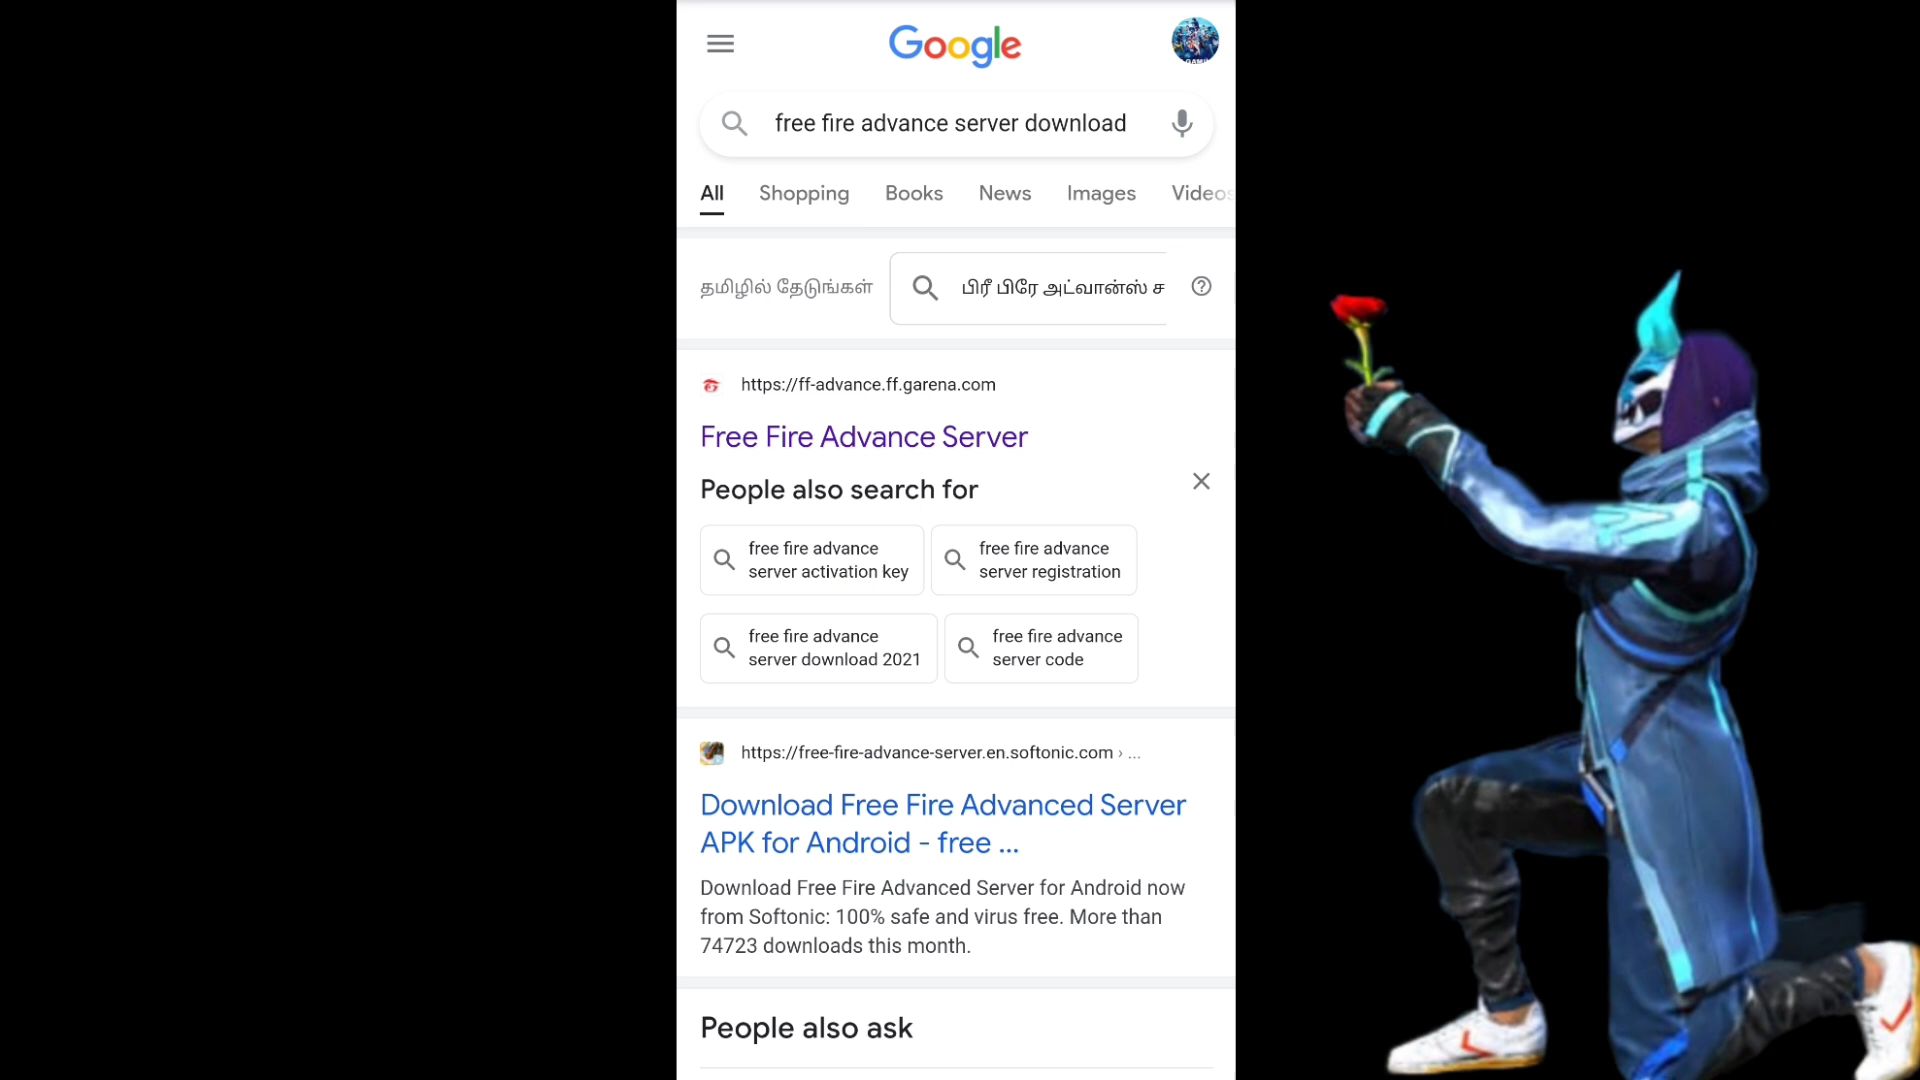 Google
free fire advance server download
All Shopping Books News Images Videos
தமிழில் தேடுங்கள்
பிரீ பிரே அட்வான்ஸ் ச
https://ff-advance.ff.garena.com
Free Fire Advance Server
People also search for
free fire advance
server activation key
free fire advance
server registration
free fire advance
server download 2021
free fire advance
server code
https://free-fire-advance-server.en.softonic.com › ...
Download Free Fire Advanced Server
APK for Android - free ...
Download Free Fire Advanced Server for Android now
from Softonic: 100% safe and virus free. More than
74723 downloads this month.
People also ask